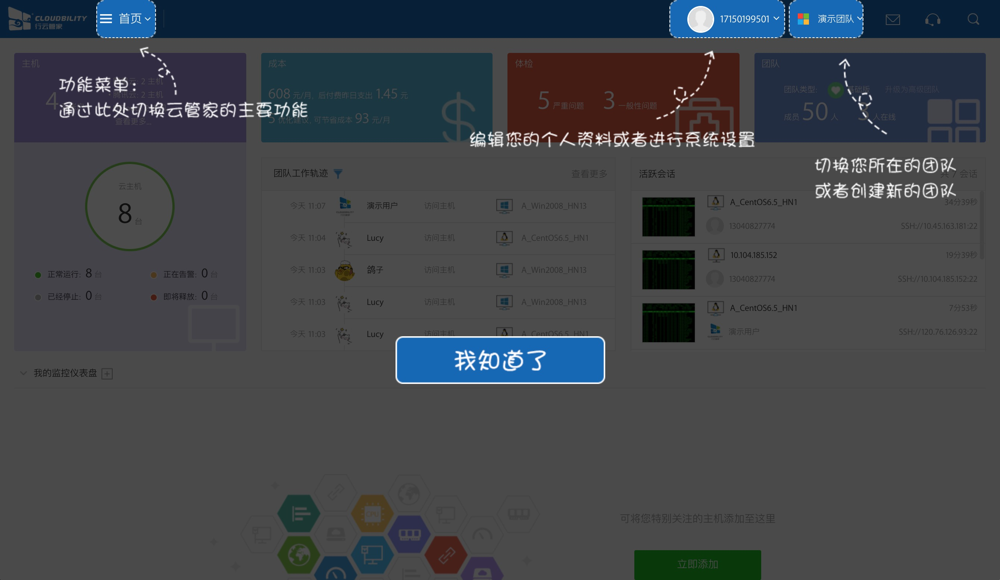 CLOUDBILITY
行云管家
首页
17150199501
演示团队
主机
云: 2 主机
腾讯云: 2 主机
4
查看更多...
功能菜单:
通过此处切换云管家的主要功能
成本
608 元/月, 后付费昨日支出 1.45 元
5 优化建议, 可节省成本 93 元/月
体检
5 严重问题 3 一般性问题
编辑您的个人资料或者进行系统设置
团队
团队类型: 基础版 升级为高级团队
成员 50 人 3 人在线
切换您所在的团队
或者创建新的团队
云主机
8 台
正常运行: 8 台
正在告警: 0 台
已经停止: 0 台
即将释放: 0 台
团队工作轨迹
查看更多
今天 11:07 演示用户 访问主机 A_Win2008_HN13
CLOUDBILITY
行云管家
今天 11:04 Lucy 访问主机 A_CentOS6.5_HN1
今天 11:03 鸽子 访问主机 A_Win2008_HN13
今天 11:03 Lucy 访问主机 A_Win2008_HN13
今天 11:03 Lucy 访问主机 A_CentOS6.5_HN1
活跃会话
共 7 会话
A_CentOS6.5_HN1 34分39秒
13040827774 SSH://10.45.163.181:22
10.104.185.152 19分39秒
13040827774 SSH://10.104.185.152:22
A_CentOS6.5_HN1 7分53秒
演示用户 SSH://120.76.126.93:22
CLOUDBILITY
行云管家
我知道了
我的监控仪表盘
CPU
可将您特别关注的主机添加至这里
立即添加